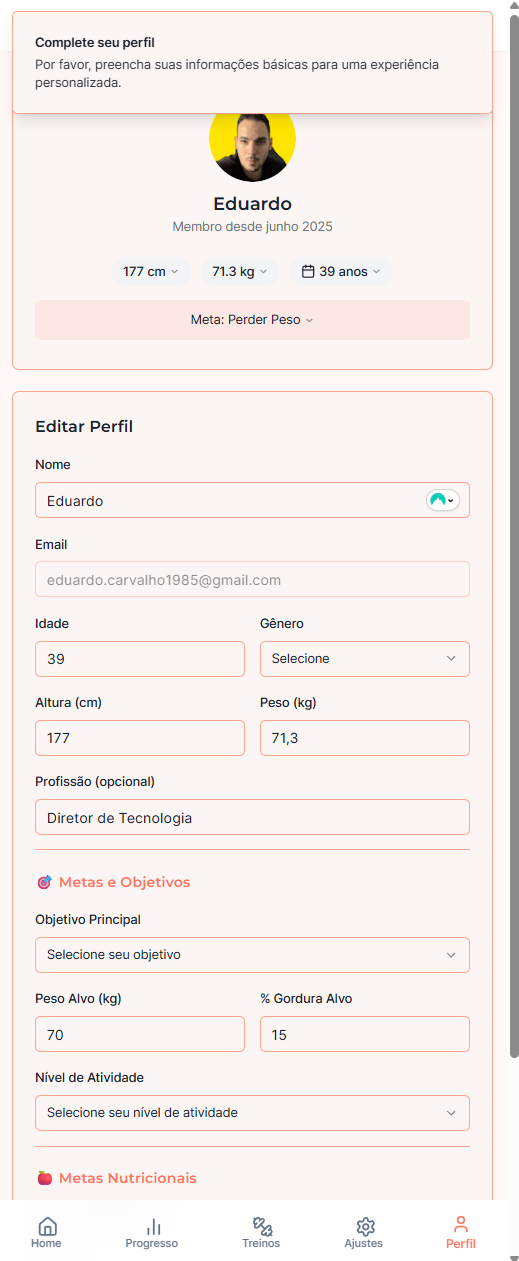 Complete seu perfil
Por favor, preencha suas informações básicas para uma experiência
personalizada.
Eduardo
Membro desde junho 2025
177 cm
71.3 kg
39 anos
Meta: Perder Peso
Editar Perfil
Nome
Eduardo
Email
eduardo.carvalho1985@gmail.com
Idade
Gênero
39
Selecione
Altura (cm)
Peso (kg)
177
71,3
Profissão (opcional)
Diretor de Tecnologia
Metas e Objetivos
Objetivo Principal
Selecione seu objetivo
Peso Alvo (kg)
% Gordura Alvo
70
15
Nível de Atividade
Selecione seu nível de atividade
Metas Nutricionais
Home
Progresso
Treinos
Ajustes
Perfil